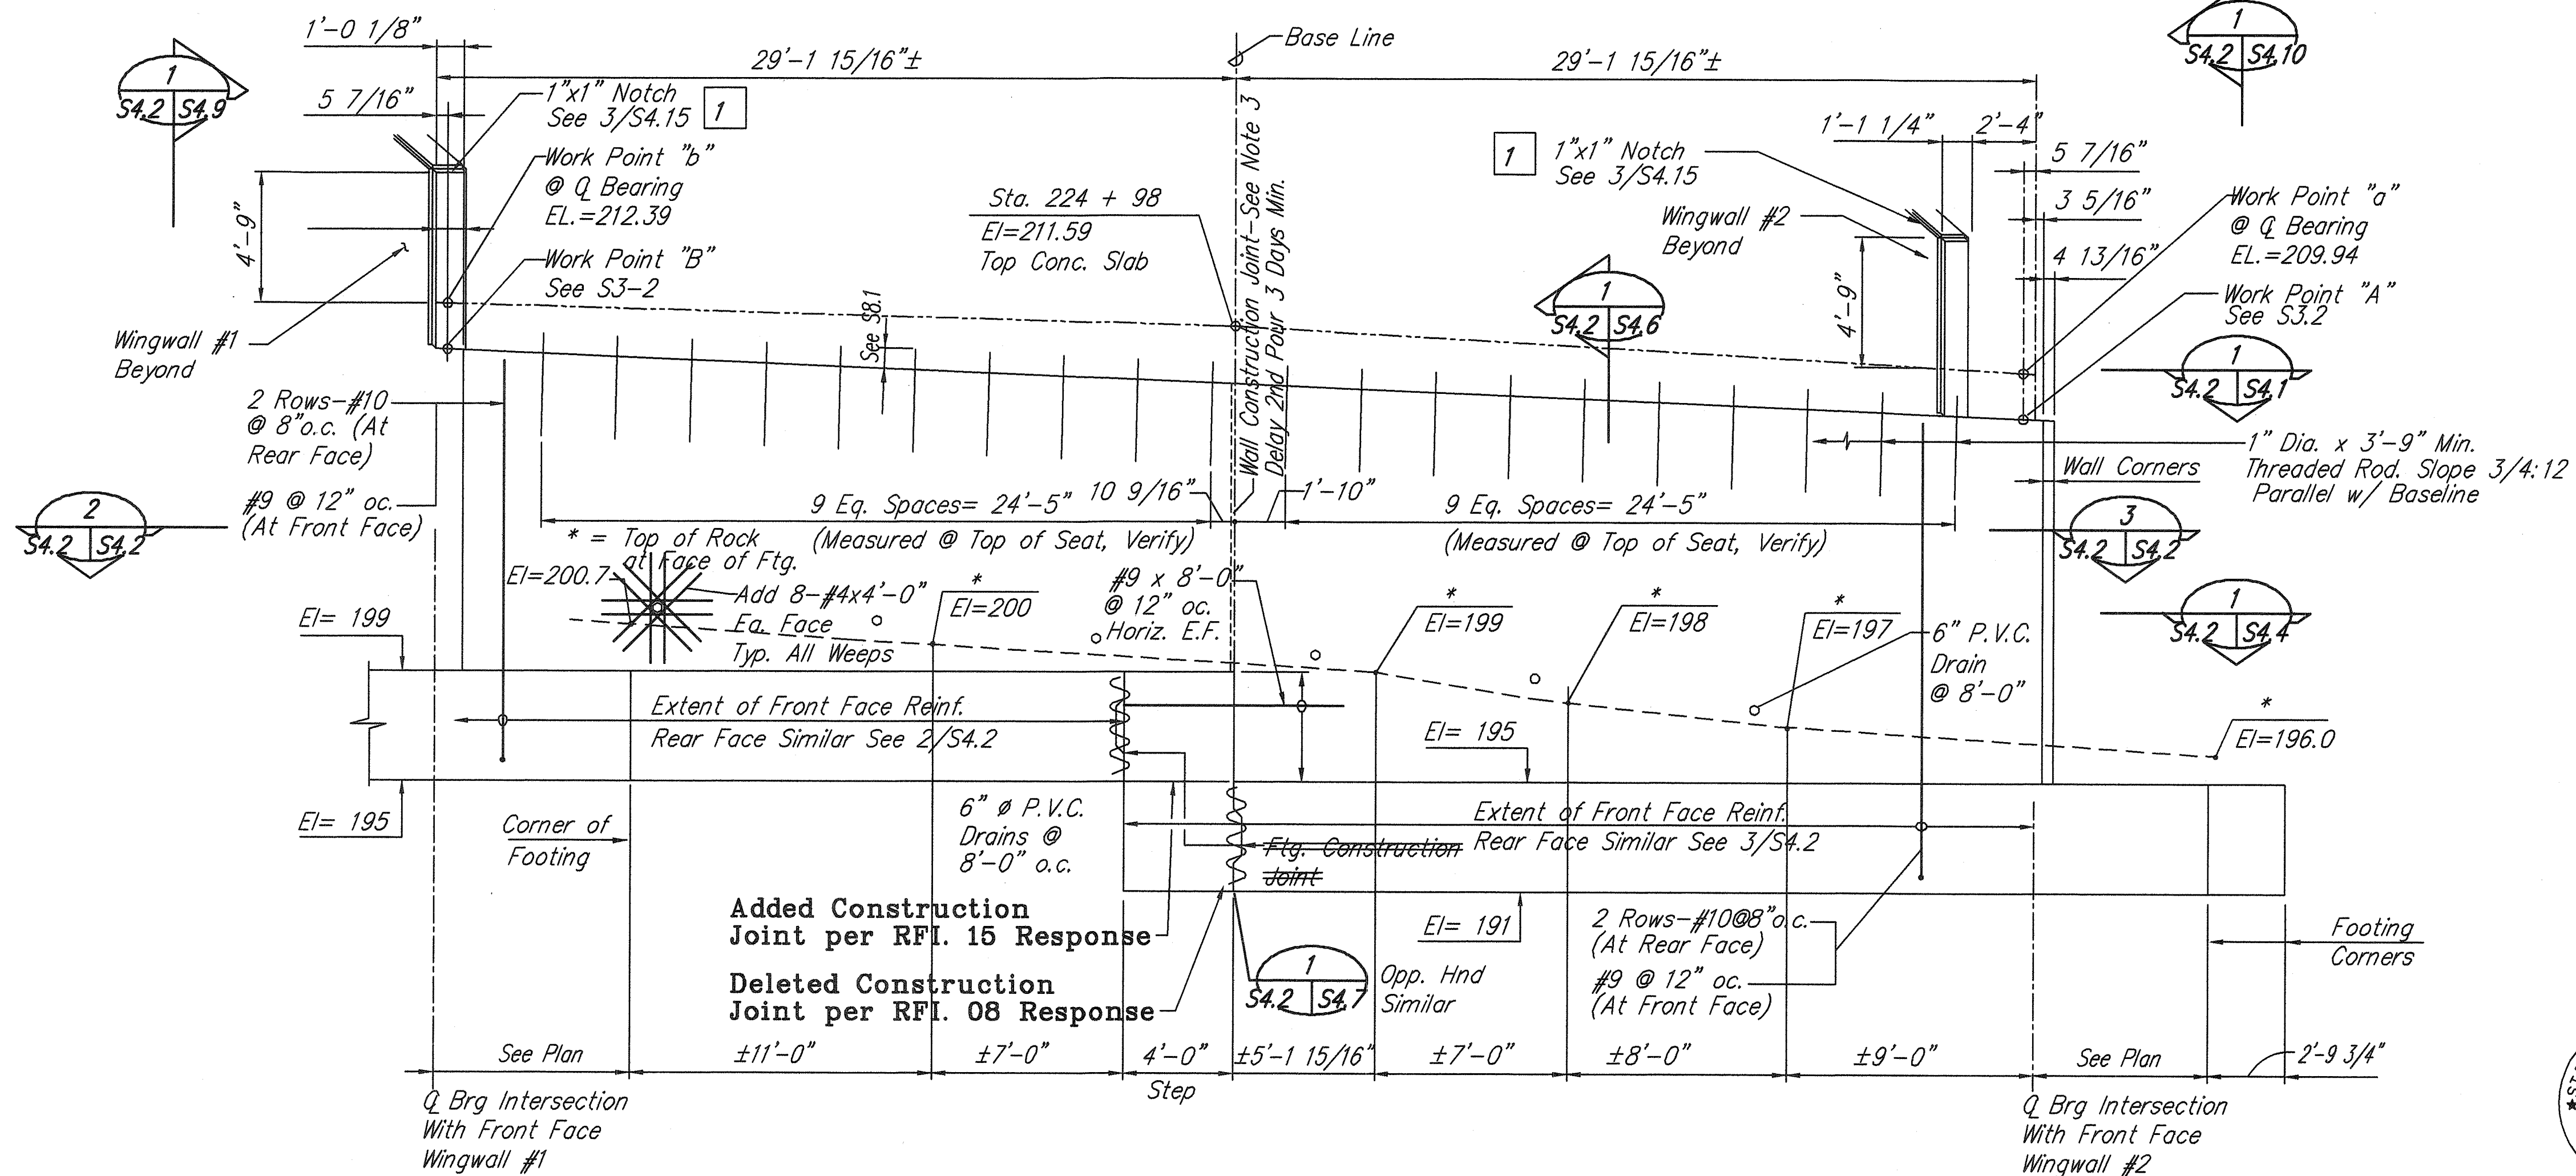 1'-0 1/8"
29'-1 15/16"±
Base Line
29'-1 15/16"±
1
S4.2 S4.9
1
S4.2 S4.10
5 7/16"
1"x1" Notch
See 3/S4.15
1
Work Point "b"
@ ℄ Bearing
EL.=212.39
Work Point "B"
See S3-2
4'-9"
Wingwall #1
Beyond
Sta. 224 + 98
El=211.59
Top Conc. Slab
See S8.1
Wall Construction Joint-See Note 3
Delay 2nd Pour 3 Days Min.
1
1"x1" Notch
See 3/S4.15
Wingwall #2
Beyond
1'-1 1/4"
2'-4"
5 7/16"
3 5/16"
4 13/16"
4'-9"
Work Point "a"
@ ℄ Bearing
EL.=209.94
Work Point "A"
See S3.2
1
S4.2 S4.6
1
S4.2 S4.1
2 Rows-#10
@ 8"o.c. (At
Rear Face)
#9 @ 12" oc.
(At Front Face)
2
S4.2 S4.2
9 Eq. Spaces= 24'-5"
(Measured @ Top of Seat, Verify)
10 9/16"
1'-10"
9 Eq. Spaces= 24'-5"
(Measured @ Top of Seat, Verify)
Wall Corners
1" Dia. x 3'-9" Min.
Threaded Rod. Slope 3/4:12
Parallel w/ Baseline
3
S4.2 S4.2
1
S4.2 S4.4
* = Top of Rock
at Face of Ftg.
El=200.7
Add 8-#4x4'-0"
Ea. Face
Typ. All Weeps
*
El=200
#9 x 8'-0"
@ 12" oc.
Horiz. E.F.
*
El=199
*
El=198
*
El=197
6" P.V.C.
Drain
@ 8'-0"
*
El=196.0
El= 199
Extent of Front Face Reinf.
Rear Face Similar See 2/S4.2
El= 195
El= 195
Corner of
Footing
6" ø P.V.C.
Drains @
8'-0" o.c.
Extent of Front Face Reinf.
Rear Face Similar See 3/S4.2
Ftg. Construction
Joint
Added Construction
Joint per RFI. 15 Response
Deleted Construction
Joint per RFI. 08 Response
1
S4.2 S4.7
Opp. Hnd
Similar
El= 191
2 Rows-#10@8"o.c.
(At Rear Face)
#9 @ 12" oc.
(At Front Face)
Footing
Corners
See Plan
±11'-0"
±7'-0"
4'-0"
Step
±5'-1 15/16"
±7'-0"
±8'-0"
±9'-0"
See Plan
2'-9 3/4"
℄ Brg Intersection
With Front Face
Wingwall #1
℄ Brg Intersection
With Front Face
Wingwall #2